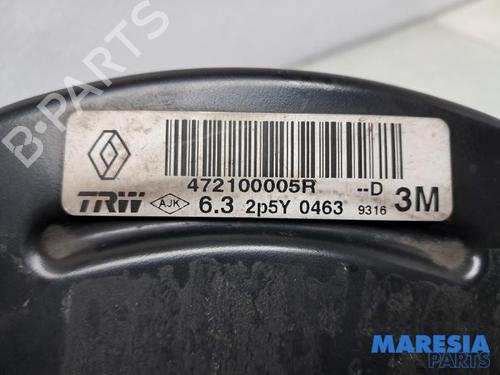 B-PARTS
472100005R --D 3M
TRW AJK 6.3 2p5Y 0463 9316
MARESIA
PARTS